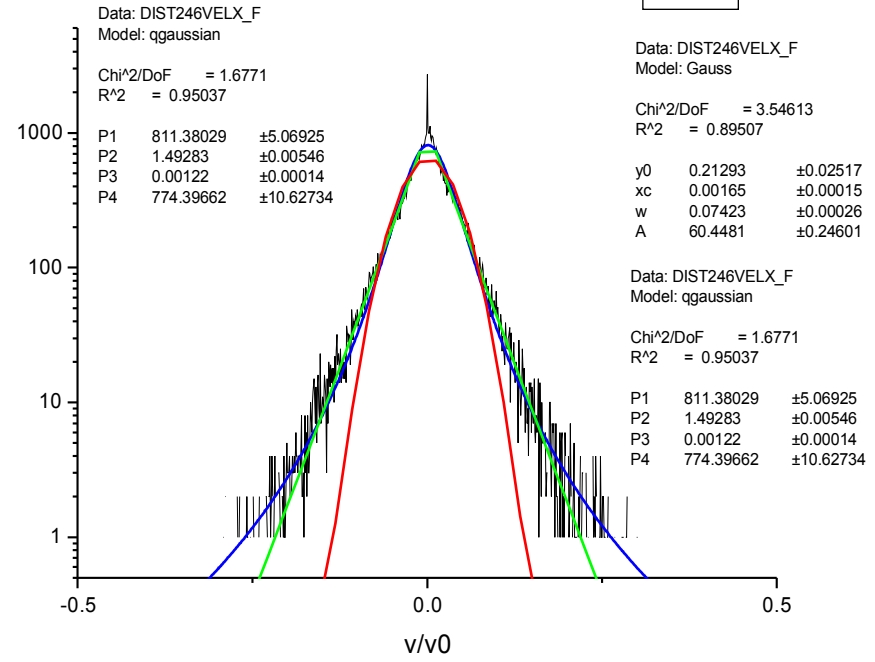 Data: DIST246VELX_F
Model: qgaussian
Chi^2/DoF = 1.6771
R^2 = 0.95037
P1 811.38029 ±5.06925
P2 1.49283 ±0.00546
P3 0.00122 ±0.00014
P4 774.39662 ±10.62734
Data: DIST246VELX_F
Model: Gauss
Chi^2/DoF = 3.54613
R^2 = 0.89507
y0 0.21293 ±0.02517
xc 0.00165 ±0.00015
w 0.07423 ±0.00026
A 60.4481 ±0.24601
Data: DIST246VELX_F
Model: qgaussian
Chi^2/DoF = 1.6771
R^2 = 0.95037
P1 811.38029 ±5.06925
P2 1.49283 ±0.00546
P3 0.00122 ±0.00014
P4 774.39662 ±10.62734
1000
100
10
1
-0.5 0.0 0.5
v/v0